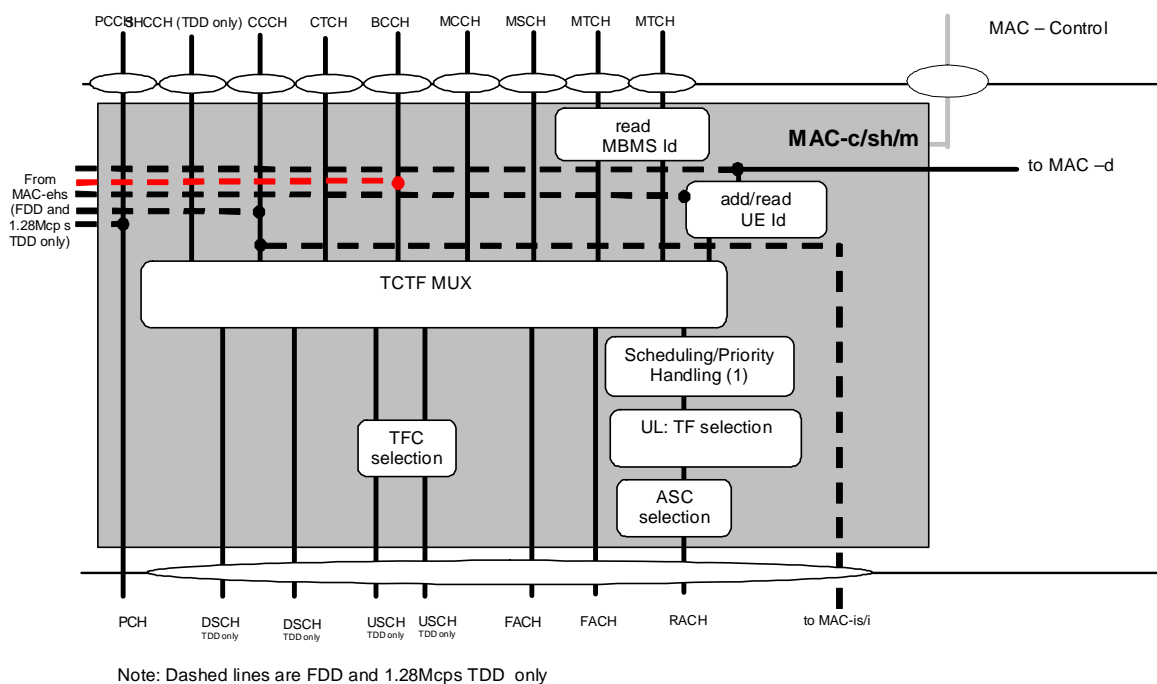 PCCH SHCCH (TDD only) CCCH CTCH BCCH MCCH MSCH MTCH MTCH
MAC – Control
read
MBMS Id
MAC-c/sh/m
to MAC –d
From
MAC-ehs
(FDD and
1.28Mcp s
TDD only)
add/read
UE Id
TCTF MUX
Scheduling/Priority
Handling (1)
UL: TF selection
TFC
selection
ASC
selection
PCH
DSCH
TDD only
DSCH
TDD only
USCH
TDD only
USCH
TDD only
FACH
FACH
RACH
to MAC-is/i
Note: Dashed lines are FDD and 1.28Mcps TDD only